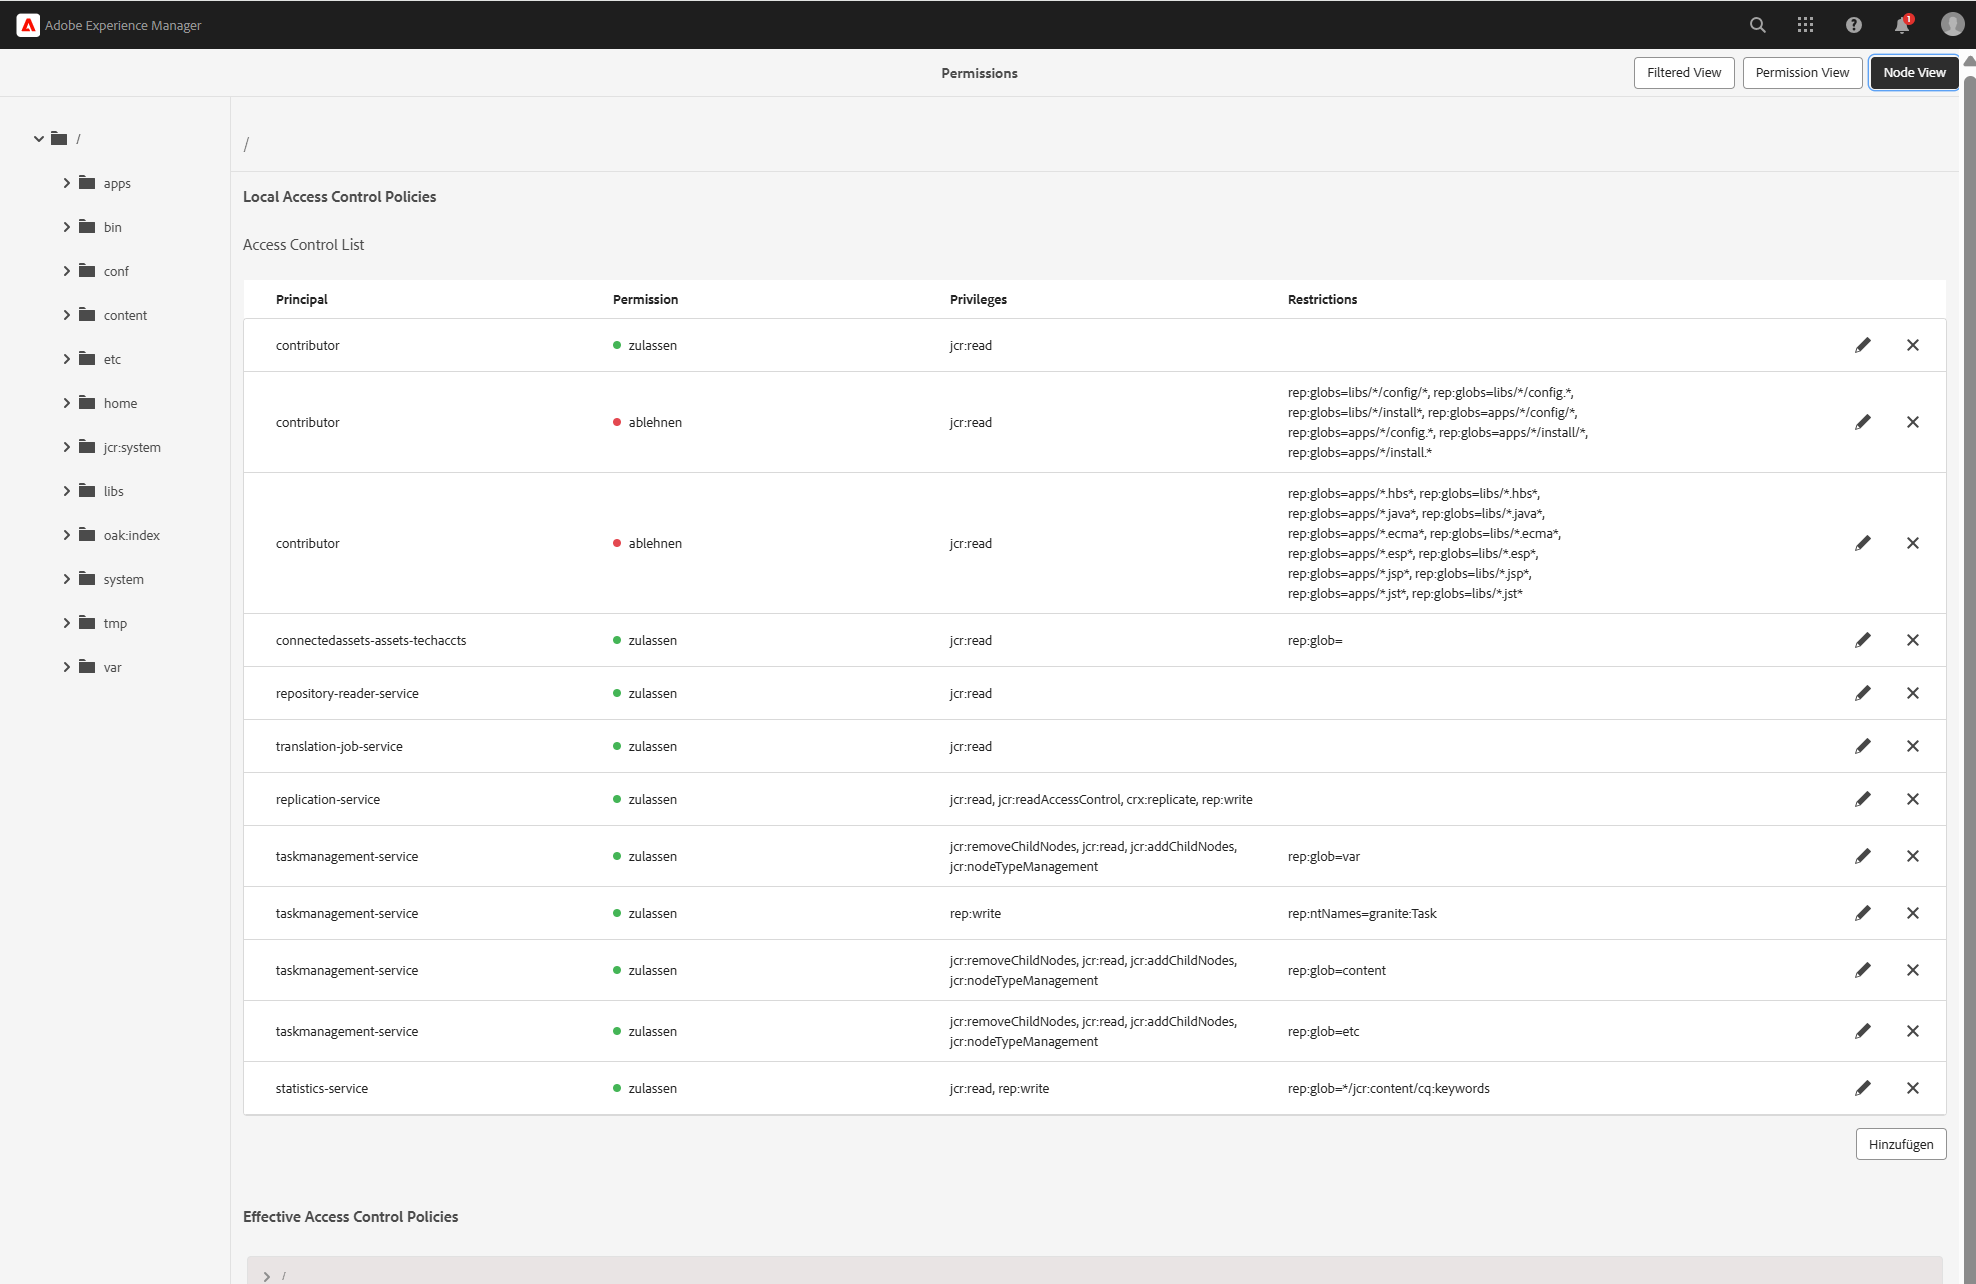 Adobe Experience Manager
1
Permissions
Filtered View
Permission View
Node View
/
apps
bin
conf
content
etc
home
jcr:system
libs
oak:index
system
tmp
var
/
Local Access Control Policies
Access Control List
Principal Permission Privileges Restrictions
contributor zulassen jcr:read
contributor ablehnen jcr:read
rep:globs=libs/*/config/*, rep:globs=libs/*/config.*,
rep:globs=libs/*/install*, rep:globs=apps/*/config/*,
rep:globs=apps/*/config.*, rep:globs=apps/*/install/*,
rep:globs=apps/*/install.*
contributor ablehnen jcr:read
rep:globs=apps/*.hbs*, rep:globs=libs/*.hbs*,
rep:globs=apps/*.java*, rep:globs=libs/*.java*,
rep:globs=apps/*.ecma*, rep:globs=libs/*.ecma*,
rep:globs=apps/*.esp*, rep:globs=libs/*.esp*,
rep:globs=apps/*.jsp*, rep:globs=libs/*.jsp*,
rep:globs=apps/*.jst*, rep:globs=libs/*.jst*
connectedassets-assets-techaccts zulassen jcr:read rep:glob=
repository-reader-service zulassen jcr:read
translation-job-service zulassen jcr:read
replication-service zulassen jcr:read, jcr:readAccessControl, crx:replicate, rep:write
taskmanagement-service zulassen
jcr:removeChildNodes, jcr:read, jcr:addChildNodes,
jcr:nodeTypeManagement
rep:glob=var
taskmanagement-service zulassen rep:write rep:ntNames=granite:Task
taskmanagement-service zulassen
jcr:removeChildNodes, jcr:read, jcr:addChildNodes,
jcr:nodeTypeManagement
rep:glob=content
taskmanagement-service zulassen
jcr:removeChildNodes, jcr:read, jcr:addChildNodes,
jcr:nodeTypeManagement
rep:glob=etc
statistics-service zulassen jcr:read, rep:write rep:glob=*/jcr:content/cq:keywords
Hinzufügen
Effective Access Control Policies
/